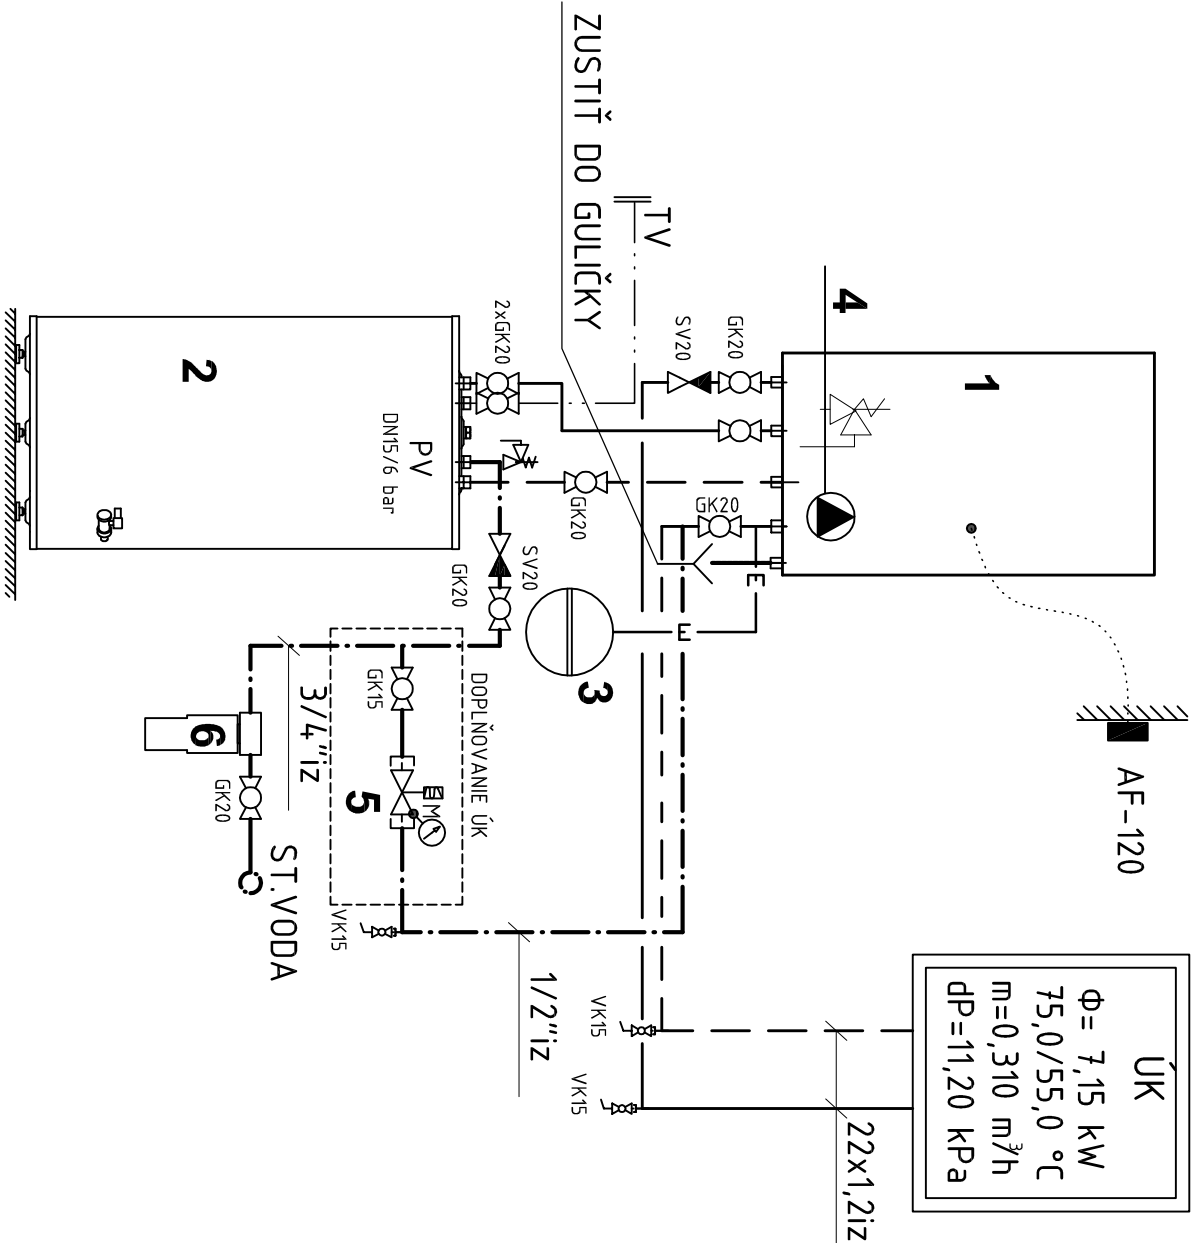 ÚK
Φ= 7,15 kW
75,0/55,0 °C
m=0,310 m³/h
dP=11,20 kPa
22x1,2iz
AF-120
1
4
GK20
SV20
TV
ZUSTIŤ DO GULIČKY
2xGK20
2
PV
DN15/6 bar
GK20
GK20
E
E
3
SV20
GK20
DOPLŇOVANIE ÚK
GK15
M
5
VK15
1/2"iz
VK15
VK15
3/4"iz
6
GK20
ST.VODA